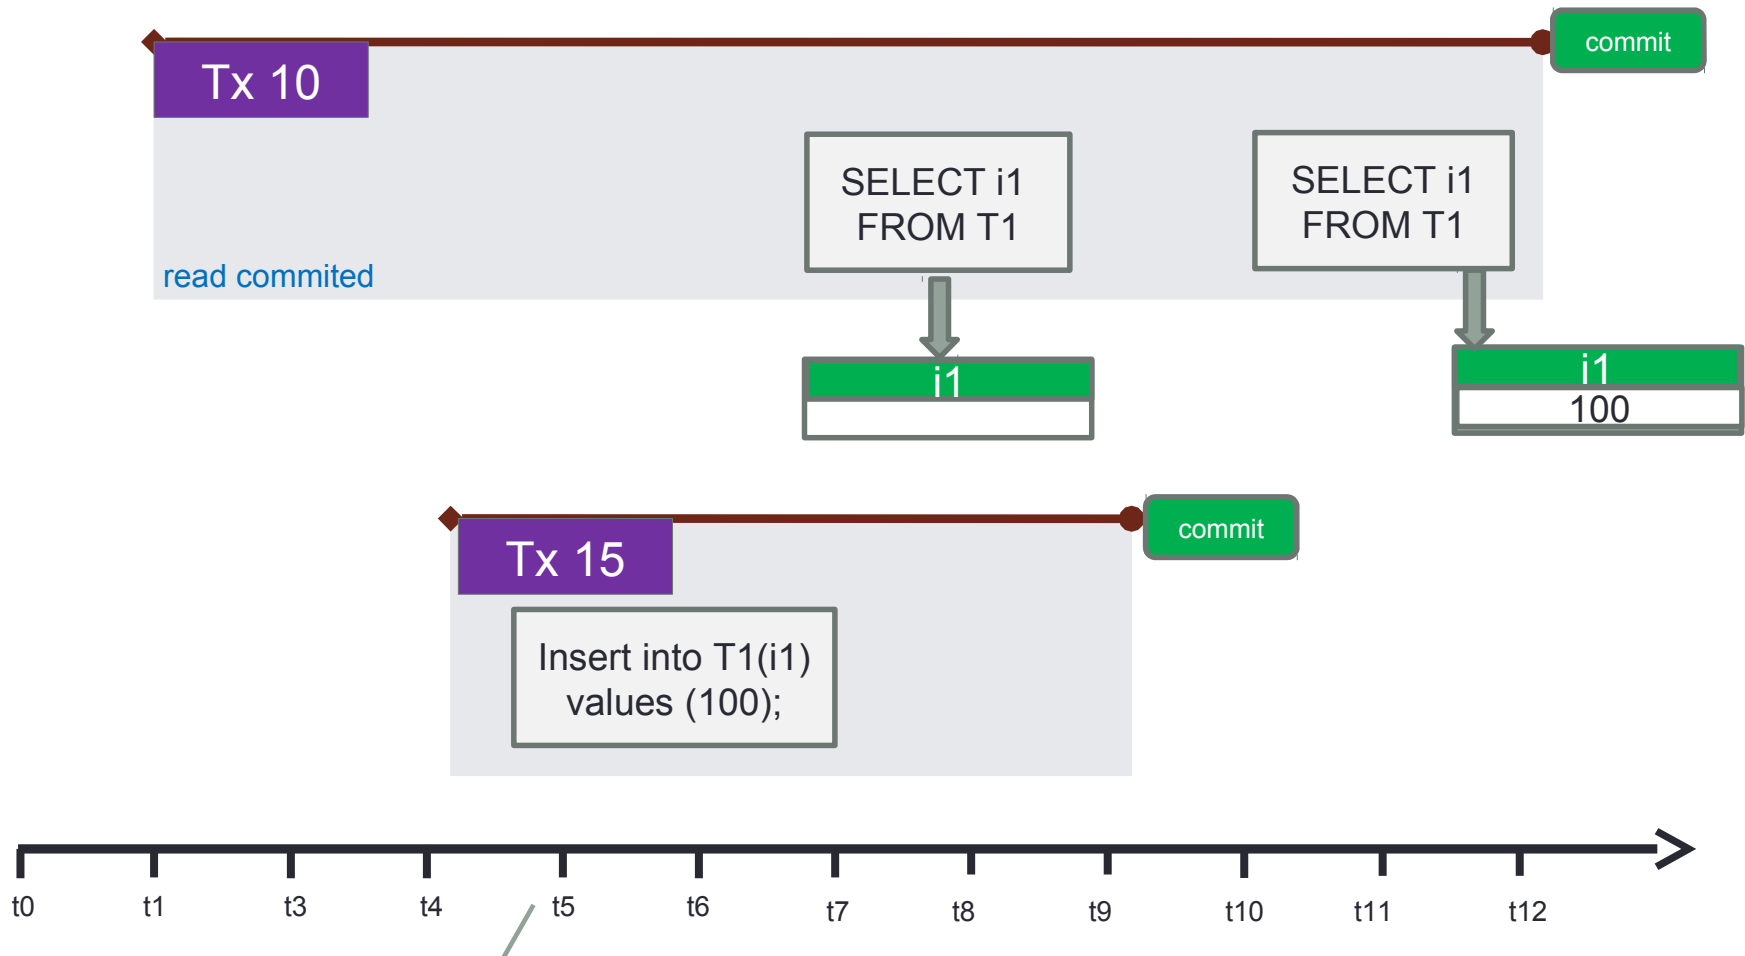 commit
Tx 10
SELECT i1
FROM T1
SELECT i1
FROM T1
read commited
i1
i1
100
commit
Tx 15
Insert into T1(i1)
values (100);
t0 t1 t3 t4 t5 t6 t7 t8 t9 t10 t11 t12